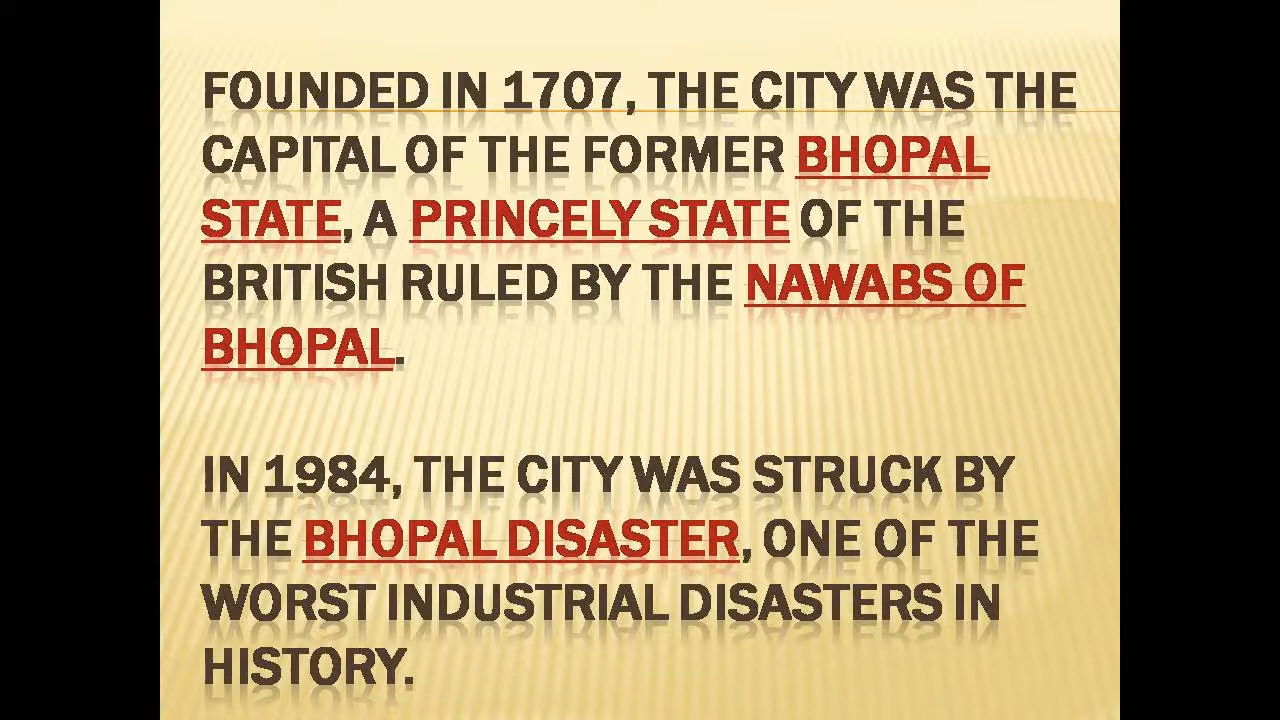 FOUNDED IN 1707, THE CITY WAS THE
CAPITAL OF THE FORMER BHOPAL
STATE, A PRINCELY STATE OF THE
BRITISH RULED BY THE NAWABS OF
BHOPAL.
IN 1984, THE CITY WAS STRUCK BY
THE BHOPAL DISASTER, ONE OF THE
WORST INDUSTRIAL DISASTERS IN
HISTORY.